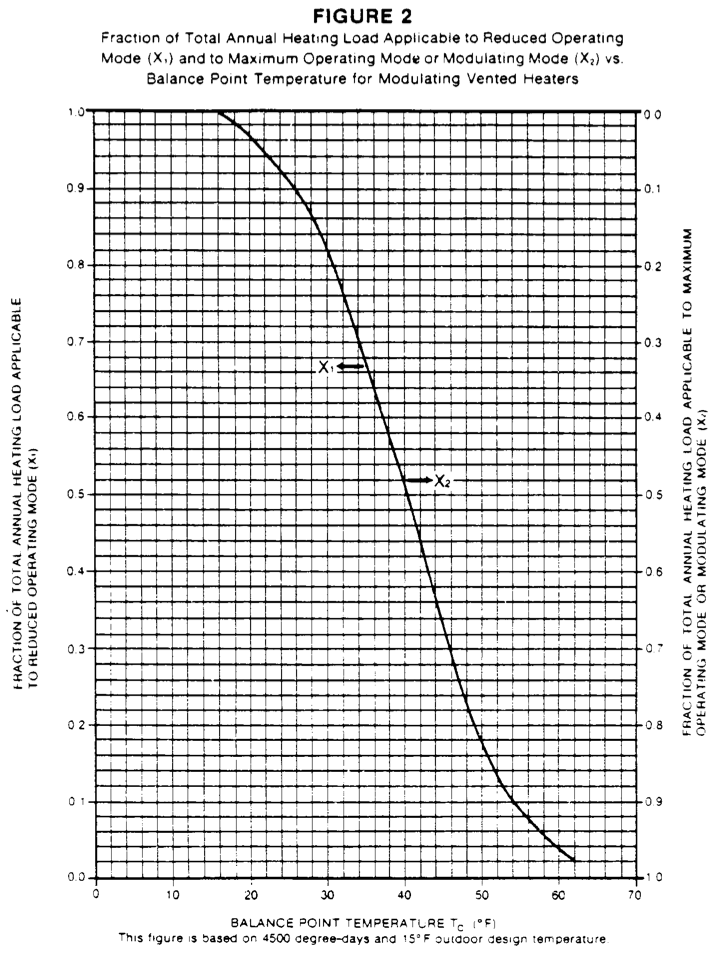 FIGURE 2
Fraction of Total Annual Heating Load Applicable to Reduced Operating
Mode (X₁) and to Maximum Operating Mode or Modulating Mode (X₂) vs.
Balance Point Temperature for Modulating Vented Heaters
FRACTION OF TOTAL ANNUAL HEATING LOAD APPLICABLE
TO REDUCED OPERATING MODE (X₁)
1.0
0.9
0.8
0.7
0.6
0.5
0.4
0.3
0.2
0.1
0.0
X₁
X₂
0.0
0.1
0.2
0.3
0.4
0.5
0.6
0.7
0.8
0.9
1.0
FRACTION OF TOTAL ANNUAL HEATING LOAD APPLICABLE TO MAXIMUM
OPERATING MODE OR MODULATING MODE (X₂)
0 10 20 30 40 50 60 70
BALANCE POINT TEMPERATURE T_C (°F)
This figure is based on 4500 degree-days and 15°F outdoor design temperature.